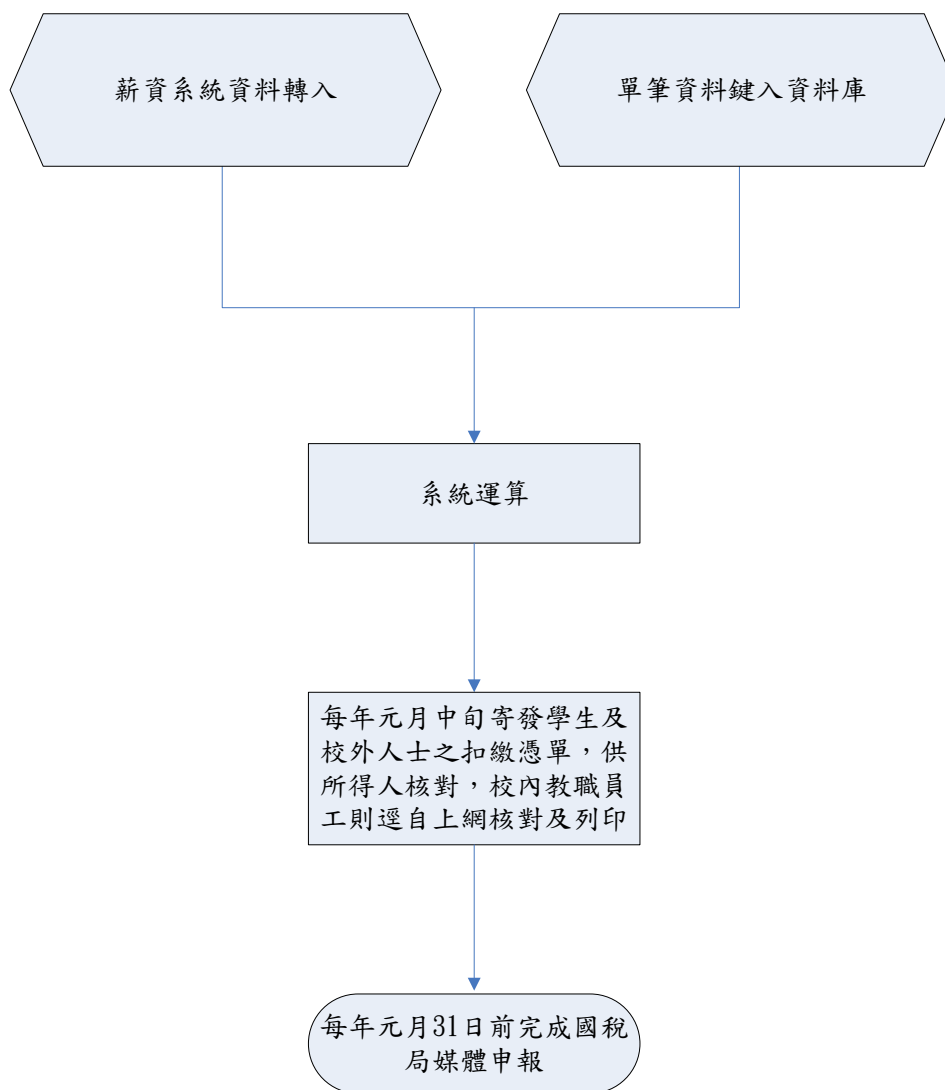 薪資系統資料轉入
單筆資料鍵入資料庫
系統運算
每年元月中旬寄發學生及
校外人士之扣繳憑單，供
所得人核對，校內教職員
工則逕自上網核對及列印
每年元月31日前完成國稅
局媒體申報